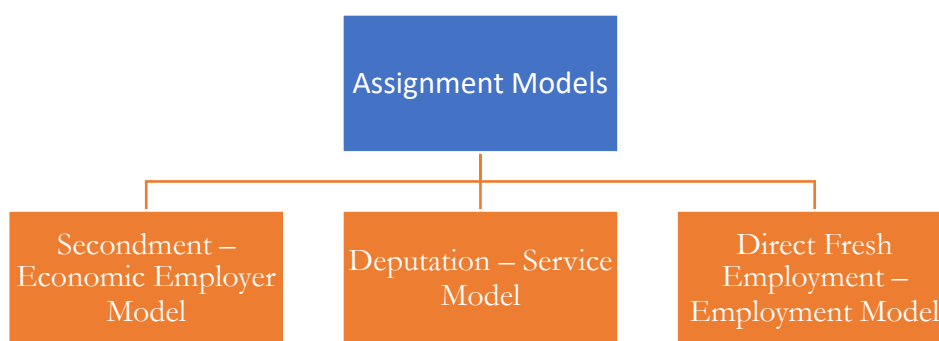 Assignment Models
Secondment –
Economic Employer
Model
Deputation – Service
Model
Direct Fresh
Employment –
Employment Model